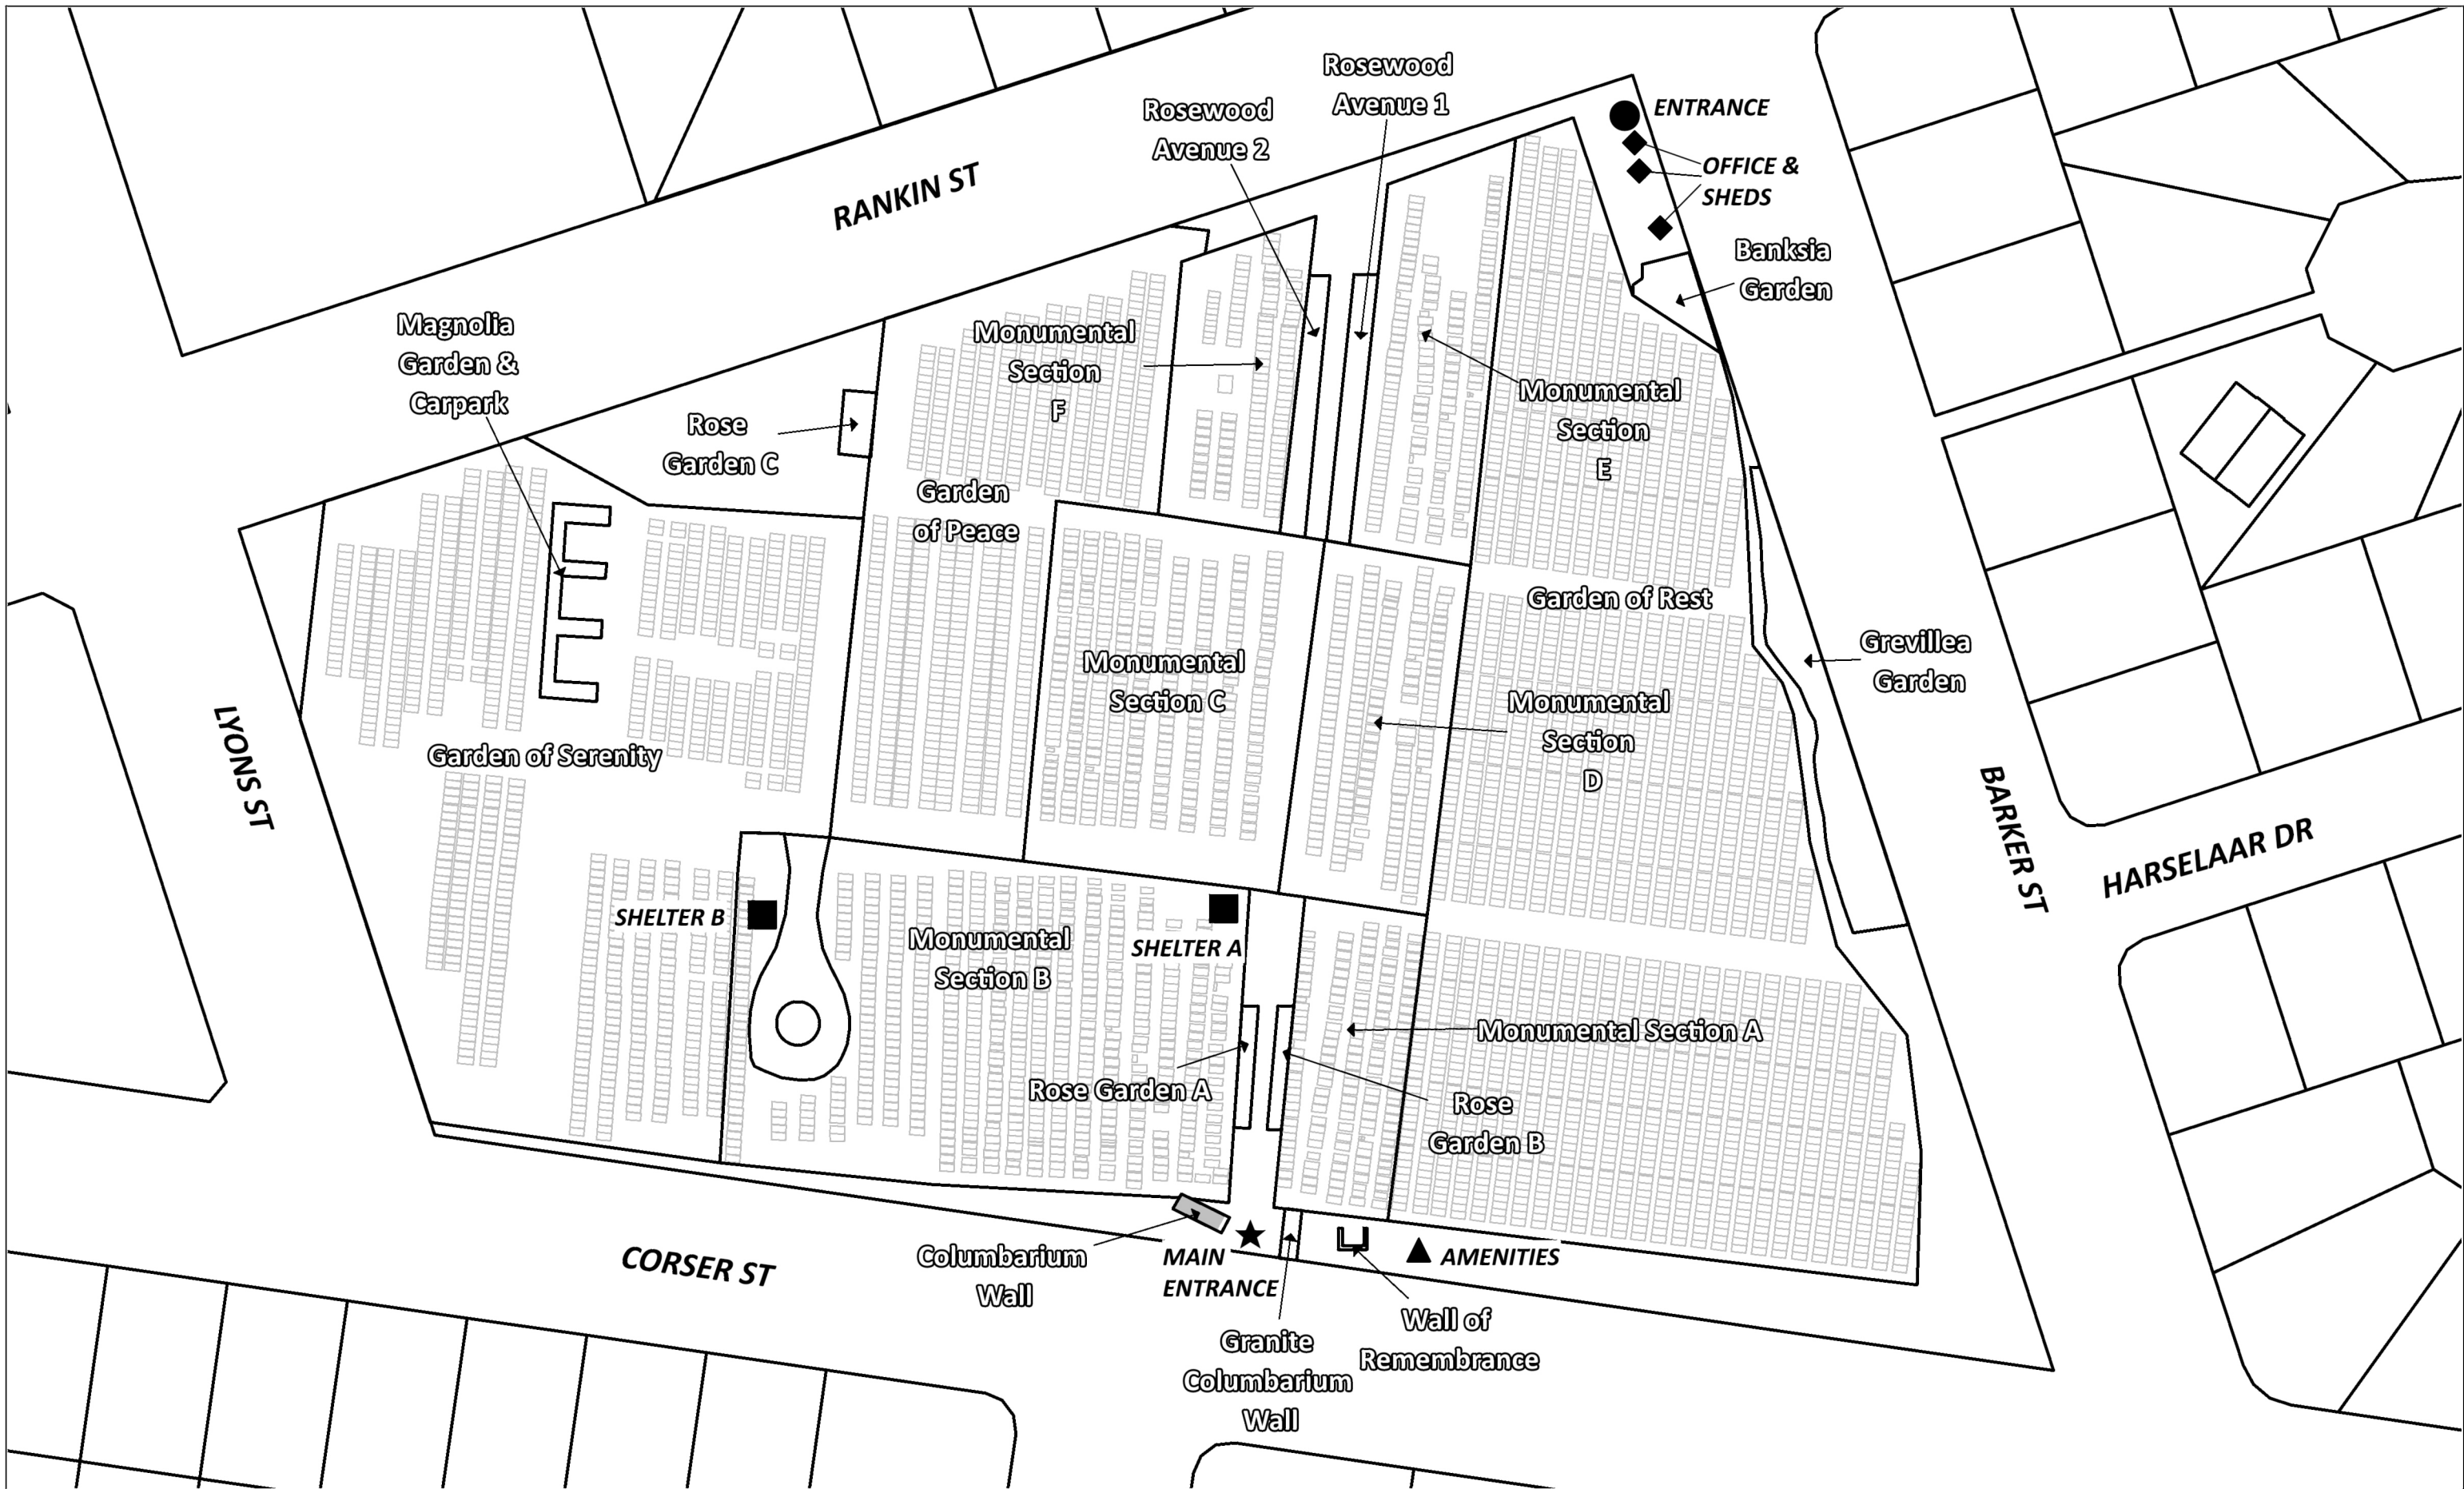 Rosewood
Avenue 1
Rosewood
Avenue 2
ENTRANCE
OFFICE &
SHEDS
RANKIN ST
Banksia
Garden
Magnolia
Garden &
Carpark
Monumental
Section
F
Monumental
Section
E
Rose
Garden C
Garden
of Peace
Garden of Rest
Grevillea
Garden
Monumental
Section C
Monumental
Section
D
LYONS ST
Garden of Serenity
BARKER ST
HARSELAAR DR
SHELTER B
Monumental
Section B
SHELTER A
Monumental Section A
Rose Garden A
Rose
Garden B
CORSER ST
Columbarium
Wall
MAIN
ENTRANCE
AMENITIES
Granite
Columbarium
Wall
Wall of
Remembrance